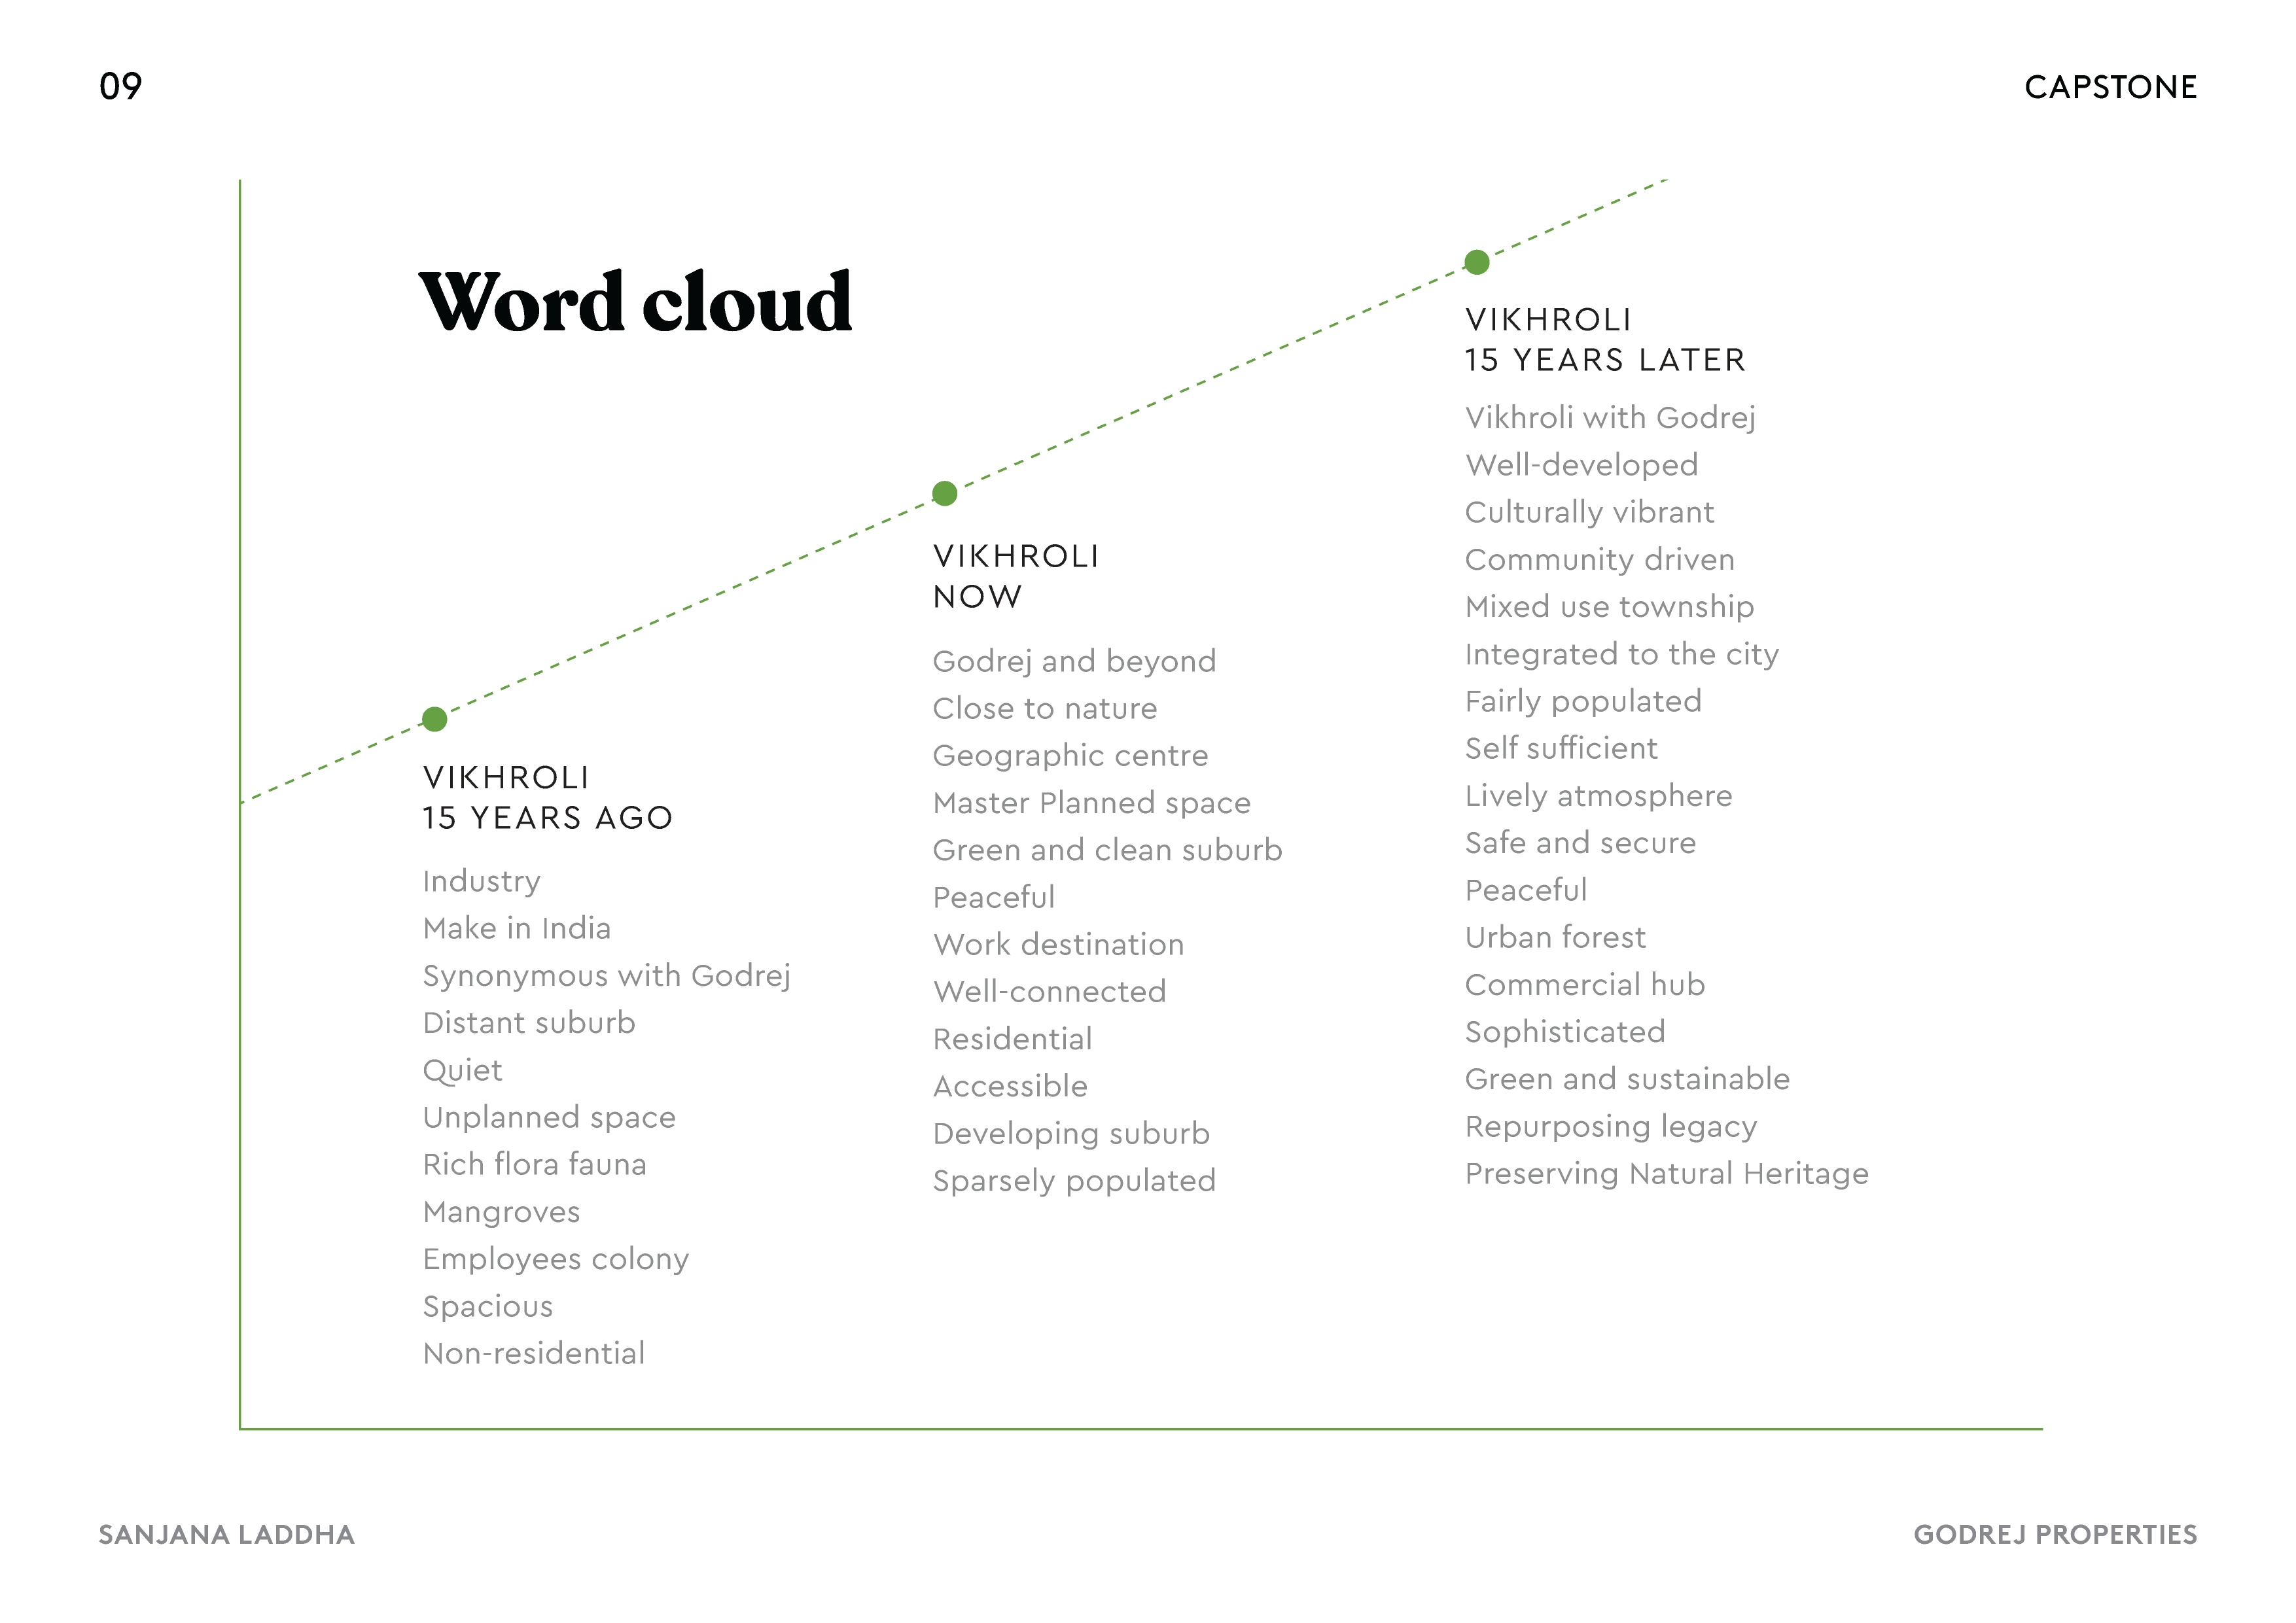 09
CAPSTONE
Word cloud
VIKHROLI
15 YEARS AGO
Industry
Make in India
Synonymous with Godrej
Distant suburb
Quiet
Unplanned space
Rich flora fauna
Mangroves
Employees colony
Spacious
Non-residential
VIKHROLI
NOW
Godrej and beyond
Close to nature
Geographic centre
Master Planned space
Green and clean suburb
Peaceful
Work destination
Well-connected
Residential
Accessible
Developing suburb
Sparsely populated
VIKHROLI
15 YEARS LATER
Vikhroli with Godrej
Well-developed
Culturally vibrant
Community driven
Mixed use township
Integrated to the city
Fairly populated
Self sufficient
Lively atmosphere
Safe and secure
Peaceful
Urban forest
Commercial hub
Sophisticated
Green and sustainable
Repurposing legacy
Preserving Natural Heritage
SANJANA LADDHA
GODREJ PROPERTIES